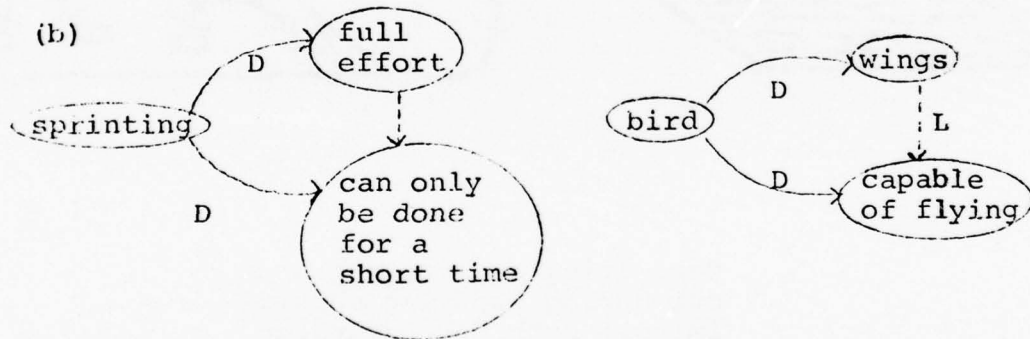 (b)
full
effort
D
sprinting
D
can only
be done
for a
short time
wings
D
bird
L
D
capable
of flying